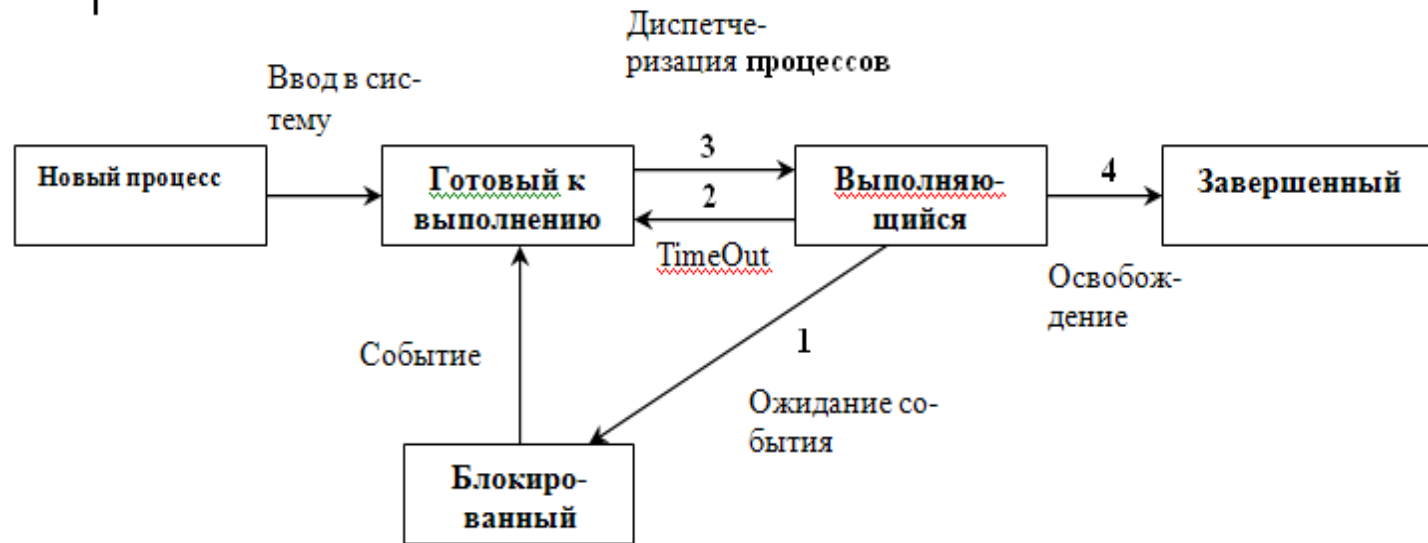 Диспетче-
ризация процессов
Ввод в сис-
тему
Новый процесс
Готовый к
выполнению
3
2
TimeOut
Выполняю-
щийся
4
Завершенный
Освобож-
дение
Событие
1
Ожидание со-
бытия
Блокиро-
ванный